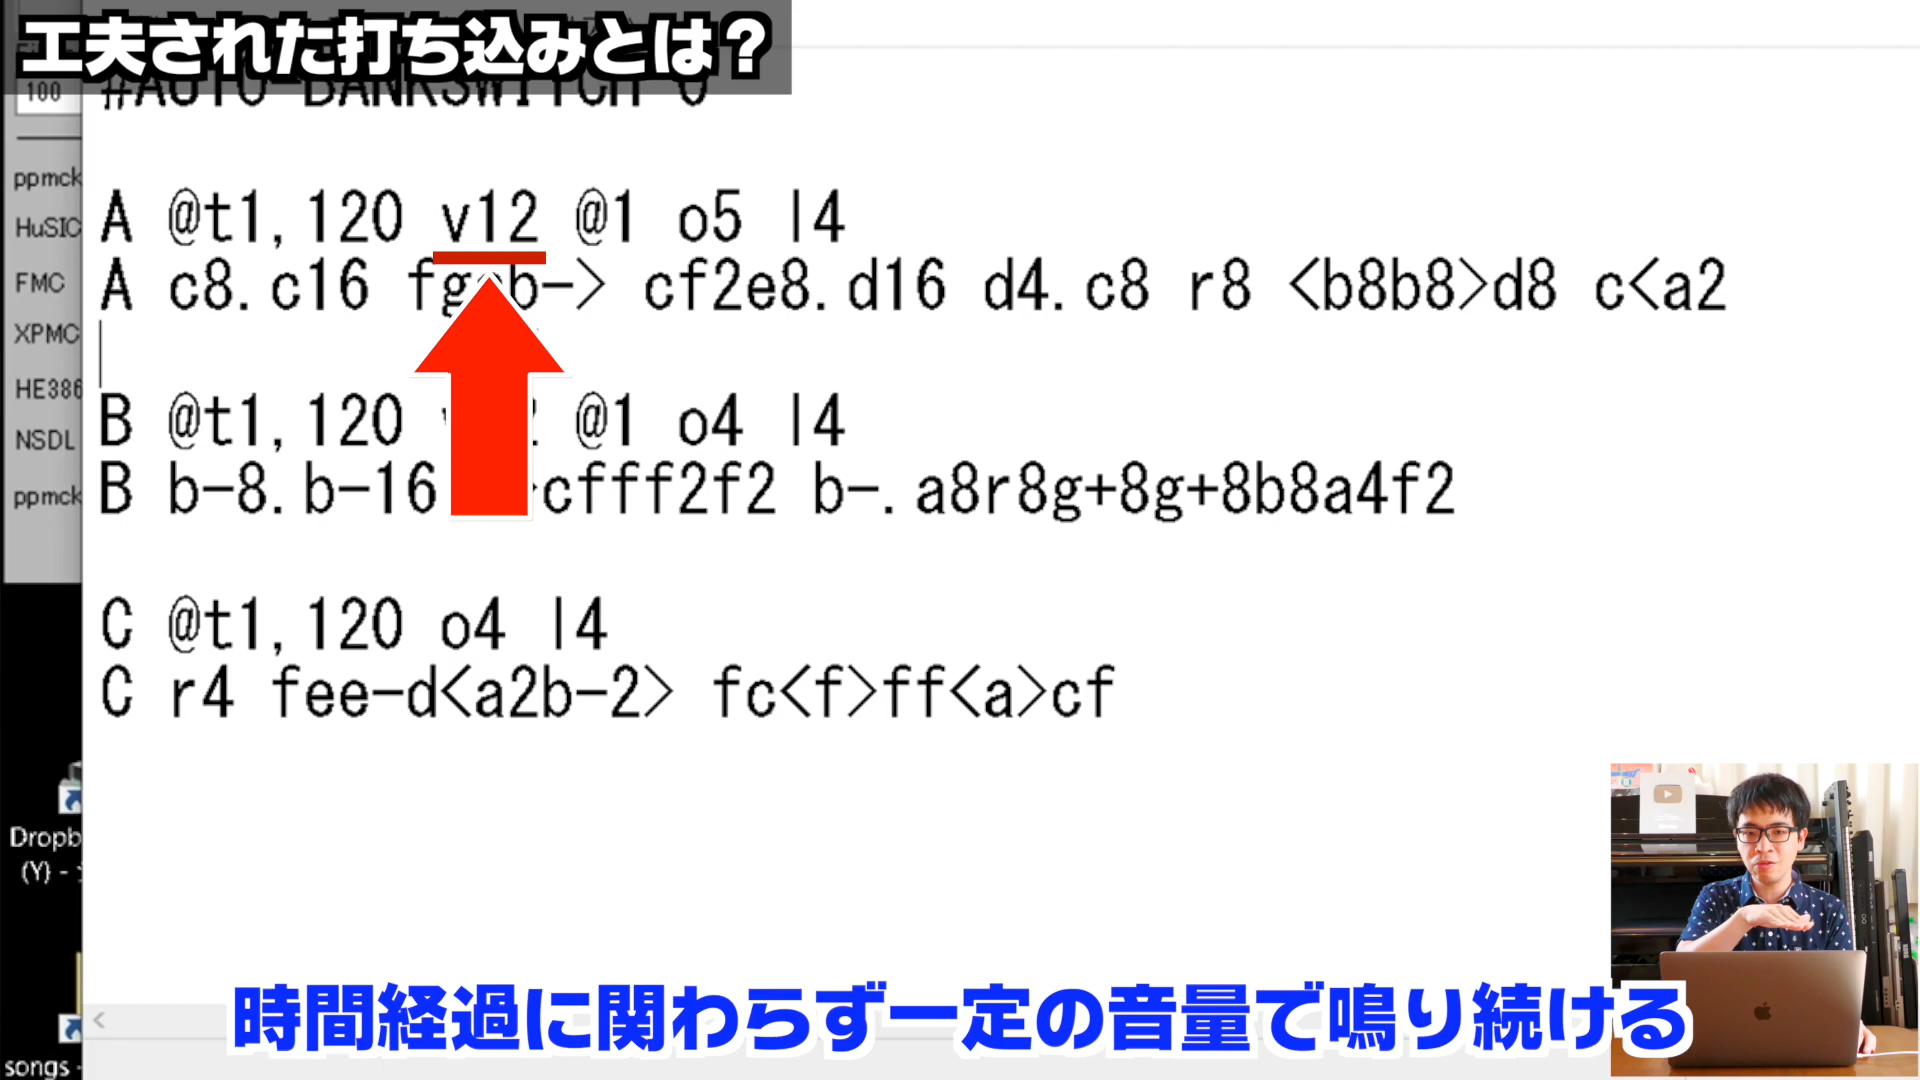 工夫された打ち込みとは？
100
#AUTO-BANKSWITCH 0
ppmck
HuSIC
FMC
XPMC
HE386
NSDL
ppmck
A @t1,120 v12 @1 o5 l4
A c8.c16 fg b-> cf2e8.d16 d4.c8 r8 <b8b8>d8 c<a2
B @t1,120 @1 o4 l4
B b-8.b-16 >cfff2f2 b-.a8r8g+8g+8b8a4f2
C @t1,120 o4 l4
C r4 fee-d<a2b-2> fc<f>ff<a>cf
Dropb
(Y) -
songs -
時間経過に関わらず一定の音量で鳴り続ける